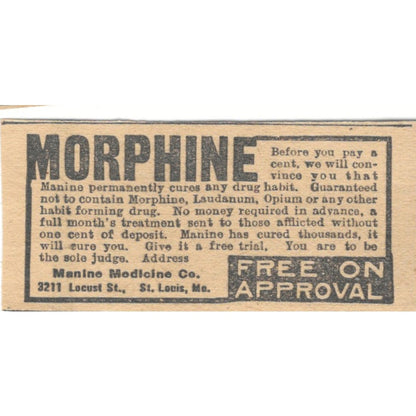 MORPHINE
Before you pay a
cent, we will con-
vince you that
Manine permanently cures any drug habit. Guaranteed
not to contain Morphine, Laudanum, Opium or any other
habit forming drug. No money required in advance, a
full month's treatment sent to those afflicted without
one cent of deposit. Manine has cured thousands, it
will cure you. Give it a free trial. You are to be
the sole judge. Address
Manine Medicine Co.
3211 Locust St., St. Louis, Mo.
FREE ON
APPROVAL